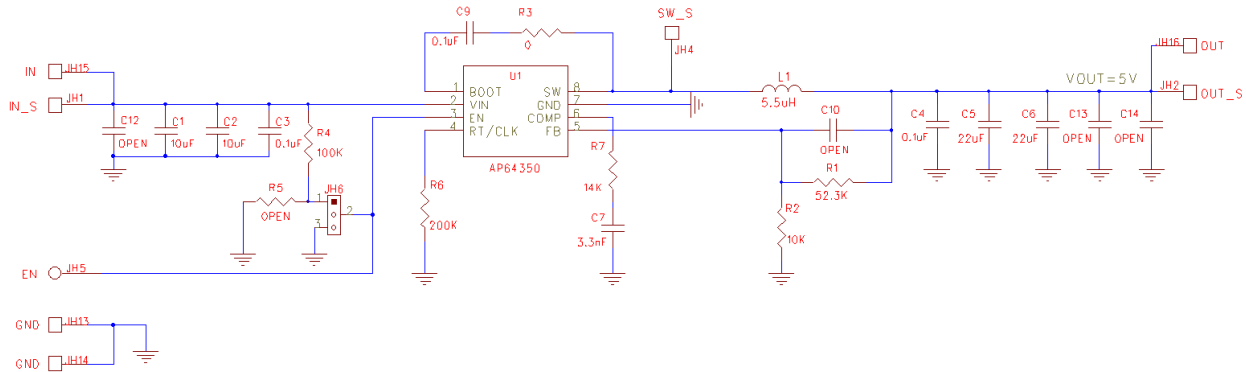 C9
R3
SW_S
0.1uF
0
JH4
JH16
OUT
IN
JH15
U1
L1
VOUT=5V
1 BOOT SW 8
2 VIN GND 7
3 EN COMP 6
4 RT/CLK FB 5
AP64350
5.5uH
JH2
OUT_S
IN_S
JH1
C12
OPEN
C1
10uF
C2
10uF
C3
0.1uF
R4
100K
C10
OPEN
C4
0.1uF
C5
22uF
C6
22uF
C13
OPEN
C14
OPEN
R7
14K
R1
52.3K
R5
OPEN
JH6
1
2
3
R6
200K
C7
3.3nF
R2
10K
EN
JH5
GND
JH13
GND
JH14